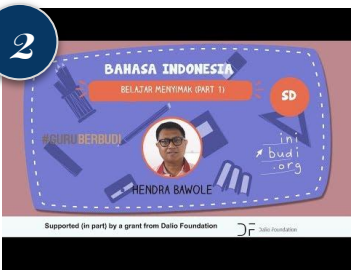 2
BAHASA INDONESIA
BELAJAR MENYIMAK (PART 1)
SD
#GURUBERBUDI
ini
budi
.org
HENDRA BAWOLE
Supported (in part) by a grant from Dalio Foundation
DF Dalio Foundation